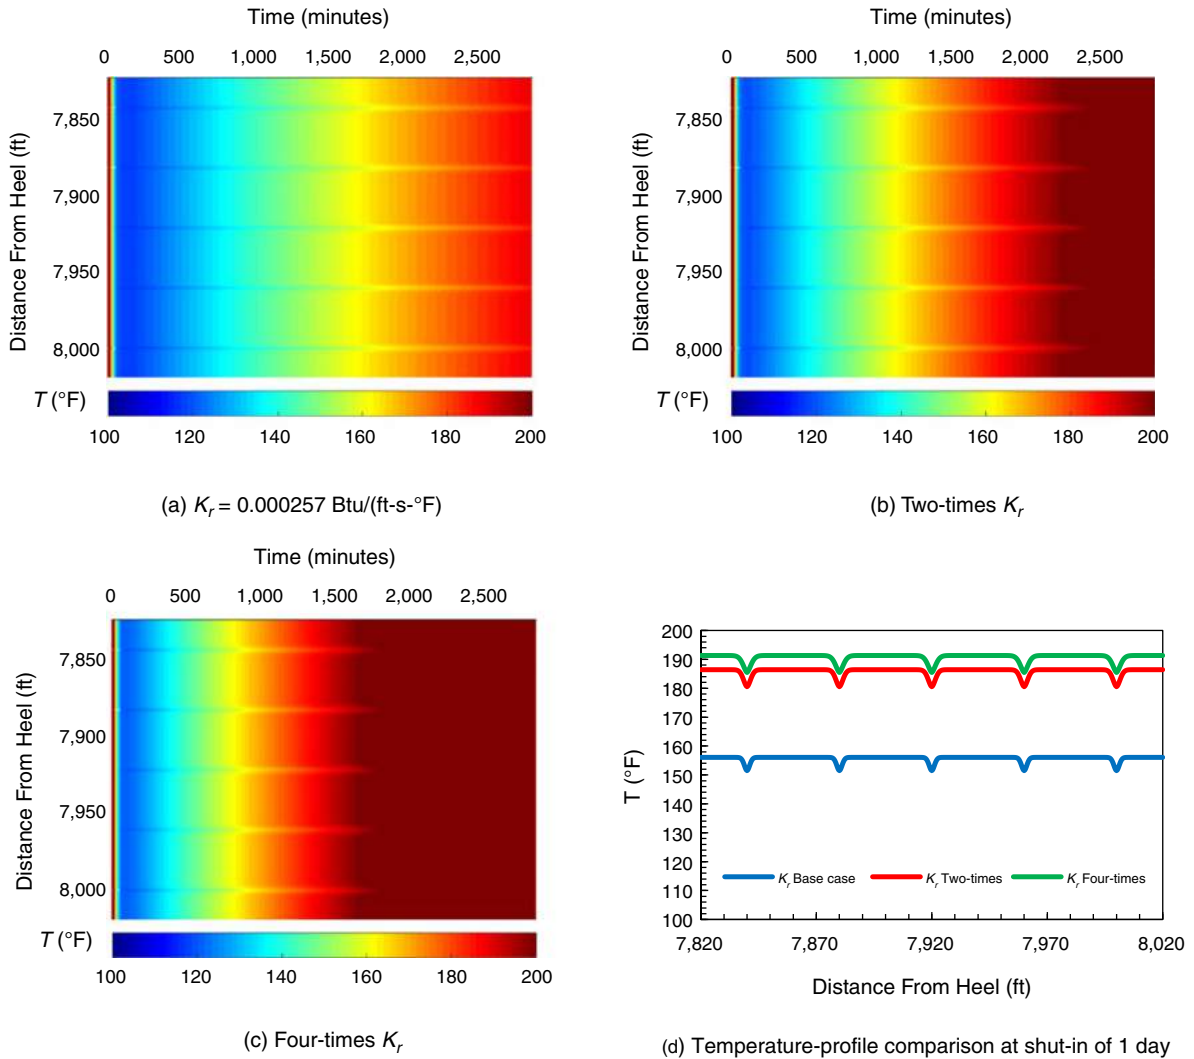 Time (minutes)
0 500 1,000 1,500 2,000 2,500
Distance From Heel (ft)
7,850
7,900
7,950
8,000
T (°F)
100 120 140 160 180 200
(a) Kr = 0.000257 Btu/(ft-s-°F)
Time (minutes)
0 500 1,000 1,500 2,000 2,500
Distance From Heel (ft)
7,850
7,900
7,950
8,000
T (°F)
100 120 140 160 180 200
(b) Two-times Kr
Time (minutes)
0 500 1,000 1,500 2,000 2,500
Distance From Heel (ft)
7,850
7,900
7,950
8,000
T (°F)
100 120 140 160 180 200
(c) Four-times Kr
T (°F)
200
190
180
170
160
150
140
130
120
110
100
Kr Base case Kr Two-times Kr Four-times
7,820 7,870 7,920 7,970 8,020
Distance From Heel (ft)
(d) Temperature-profile comparison at shut-in of 1 day